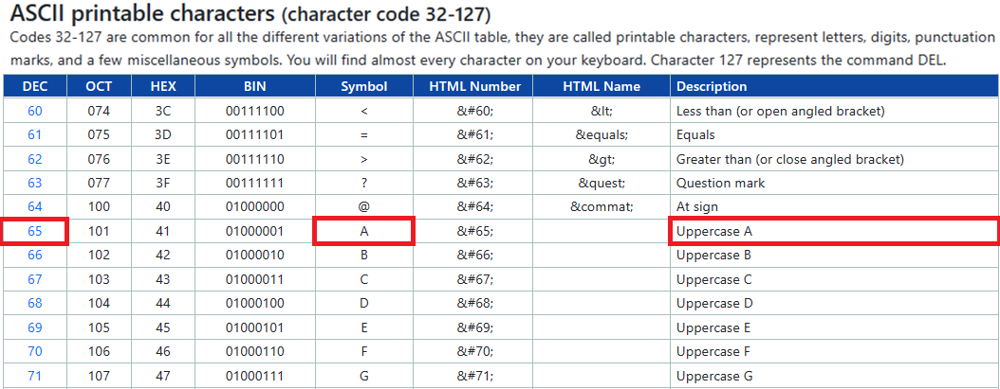 ASCII printable characters (character code 32-127)
Codes 32-127 are common for all the different variations of the ASCII table, they are called printable characters, represent letters, digits, punctuation
marks, and a few miscellaneous symbols. You will find almost every character on your keyboard. Character 127 represents the command DEL.
DEC OCT HEX BIN Symbol HTML Number HTML Name Description
60 074 3C 00111100 < &#60; &lt; Less than (or open angled bracket)
61 075 3D 00111101 = &#61; &equals; Equals
62 076 3E 00111110 > &#62; &gt; Greater than (or close angled bracket)
63 077 3F 00111111 ? &#63; &quest; Question mark
64 100 40 01000000 @ &#64; &commat; At sign
65 101 41 01000001 A &#65; Uppercase A
66 102 42 01000010 B &#66; Uppercase B
67 103 43 01000011 C &#67; Uppercase C
68 104 44 01000100 D &#68; Uppercase D
69 105 45 01000101 E &#69; Uppercase E
70 106 46 01000110 F &#70; Uppercase F
71 107 47 01000111 G &#71; Uppercase G